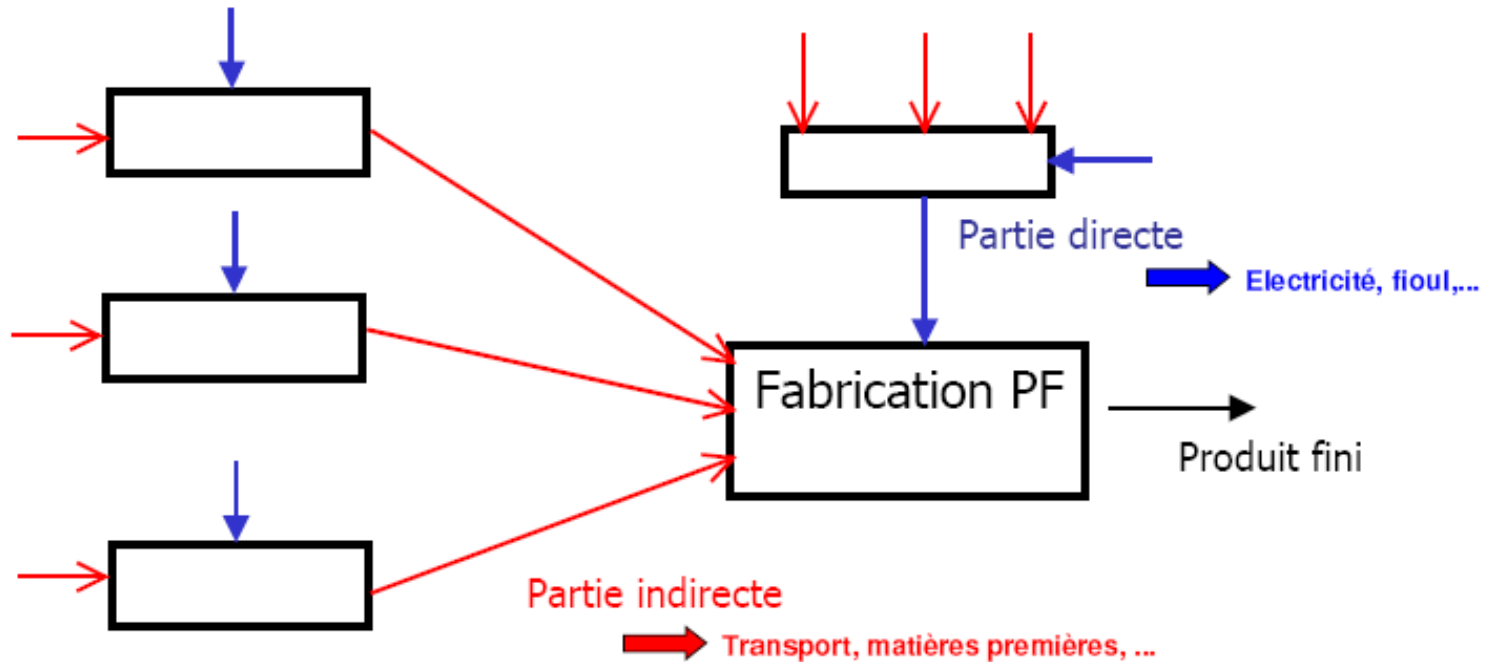 Partie directe
Electricité, fioul,...
Fabrication PF
Produit fini
Partie indirecte
Transport, matières premières, ...